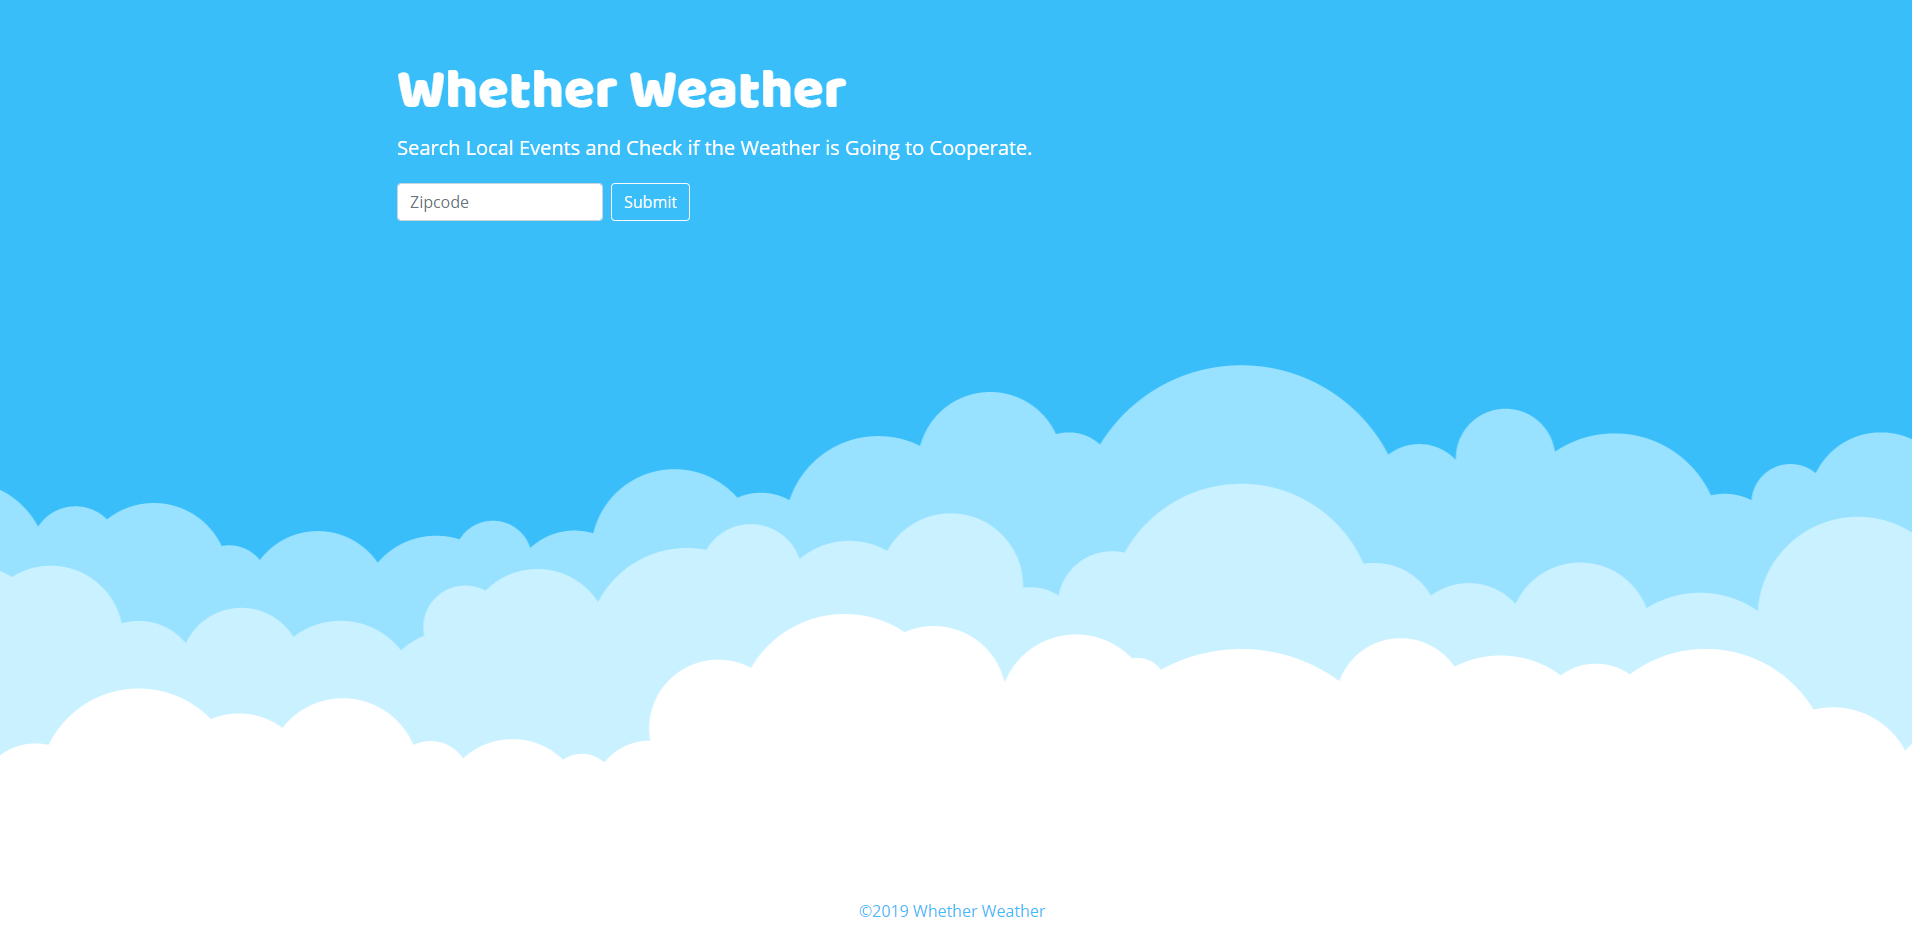 Whether Weather
Search Local Events and Check if the Weather is Going to Cooperate.
Zipcode Submit
©2019 Whether Weather